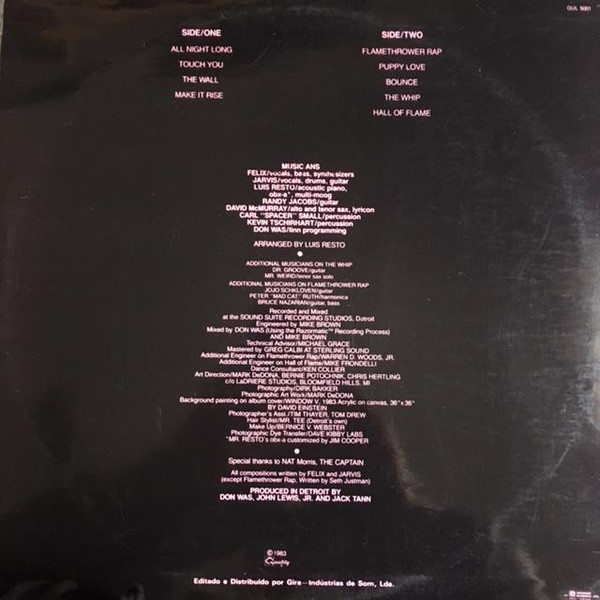 GUL 5001
SIDE/ONE
ALL NIGHT LONG
TOUCH YOU
THE WALL
MAKE IT RISE
SIDE/TWO
FLAMETHROWER RAP
PUPPY LOVE
BOUNCE
THE WHIP
HALL OF FLAME
MUSIC ANS
FELIX/vocals, bass, synthesizers
JARVIS/vocals, drums, guitar
LUIS RESTO/acoustic piano,
obx-a*, multi-moog
RANDY JACOBS/guitar
DAVID McMURRAY/alto and tenor sax, lyricon
CARL "SPACER" SMALL/percussion
KEVIN TSCHIRHART/percussion
DON WAS/linn programming
ARRANGED BY LUIS RESTO
ADDITIONAL MUSICIANS ON THE WHIP
DR. GROOVE/guitar
MR. WEIRD/tenor sax solo
ADDITIONAL MUSICIANS ON FLAMETHROWER RAP
JOJO SCHKLOVEN/guitar
PETER "MAD CAT" RUTH/harmonica
BRUCE NAZARIAN/guitar, bass
Recorded and Mixed
at the SOUND SUITE RECORDING STUDIOS, Detroit
Engineered by MIKE BROWN
Mixed by DON WAS (Using the Razormatic™ Recording Process)
AND MIKE BROWN
Technical Advisor/MICHAEL GRACE
Mastered by GREG CALBI AT STERLING SOUND
Additional Engineer on Flamethrower Rap/WARREN D. WOODS, JR.
Additional Engineer on Hall of Flame/MIKE FRONDELLI
Dance Consultant/KEN COLLIER
Art Direction/MARK DeDONA, BERNIE POTOCHNIK, CHRIS HERTLING
c/o LaDRIERE STUDIOS, BLOOMFIELD HILLS, MI
Photography/DIRK BAKKER
Photographic Art Work/MARK DeDONA
Background painting on album cover/WINDOW V, 1983 Acrylic on canvas, 36"x36"
BY DAVID EINSTEIN
Photographer's Asst./TIM THAYER, TOM DREW
Hair Stylist/MR. TEE (Detroit's own)
Make Up/BERNICE V. WEBSTER
Photographic Dye Transfer/DAVE KIBBY LABS
*MR. RESTO's obx-a customized by JIM COOPER
Special thanks to NAT Morris, THE CAPTAIN
All compositions written by FELIX and JARVIS
(except Flamethrower Rap, Written by Seth Justman)
PRODUCED IN DETROIT BY
DON WAS, JOHN LEWIS, JR. AND JACK TANN
©1983
Quality
Editado e Distribuído por Gira—Indústrias de Som, Lda.